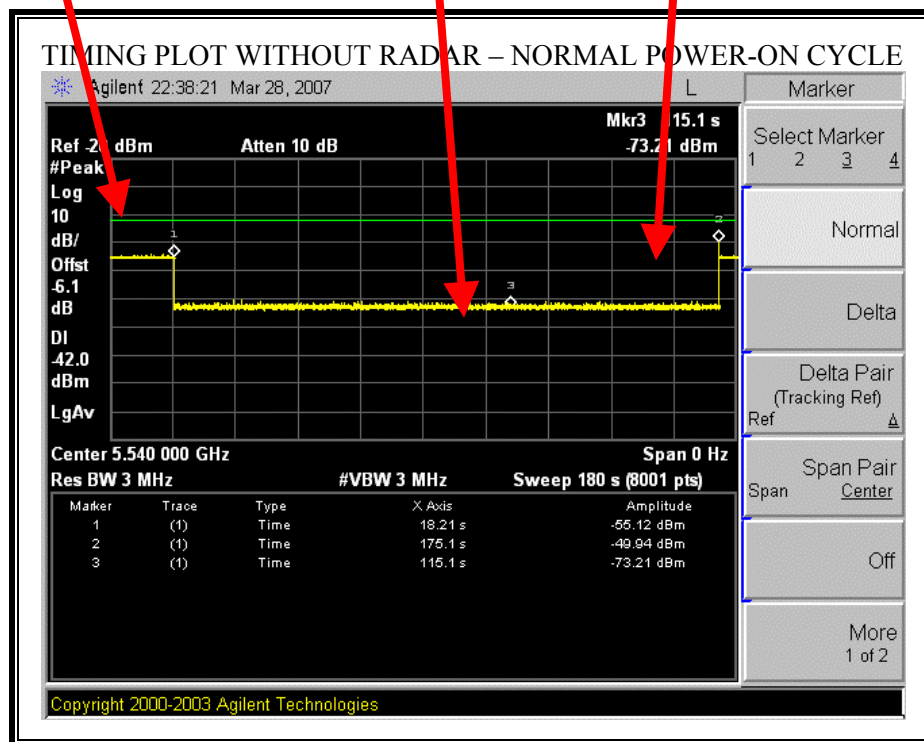 TIMING PLOT WITHOUT RADAR – NORMAL POWER-ON CYCLE
Agilent 22:38:21 Mar 28, 2007 L
Mkr3 115.1 s
Ref -20 dBm Atten 10 dB -73.21 dBm
#Peak
Log
10
dB/
Offst
-6.1
dB
DI
-42.0
dBm
LgAv
1
2
3
Center 5.540 000 GHz Span 0 Hz
Res BW 3 MHz #VBW 3 MHz Sweep 180 s (8001 pts)
Marker Trace Type X Axis Amplitude
1 (1) Time 18.21 s -55.12 dBm
2 (1) Time 175.1 s -49.94 dBm
3 (1) Time 115.1 s -73.21 dBm
Marker
Select Marker
1 2 3 4
Normal
Delta
Delta Pair
(Tracking Ref)
Ref Δ
Span Pair
Span Center
Off
More
1 of 2
Copyright 2000-2003 Agilent Technologies